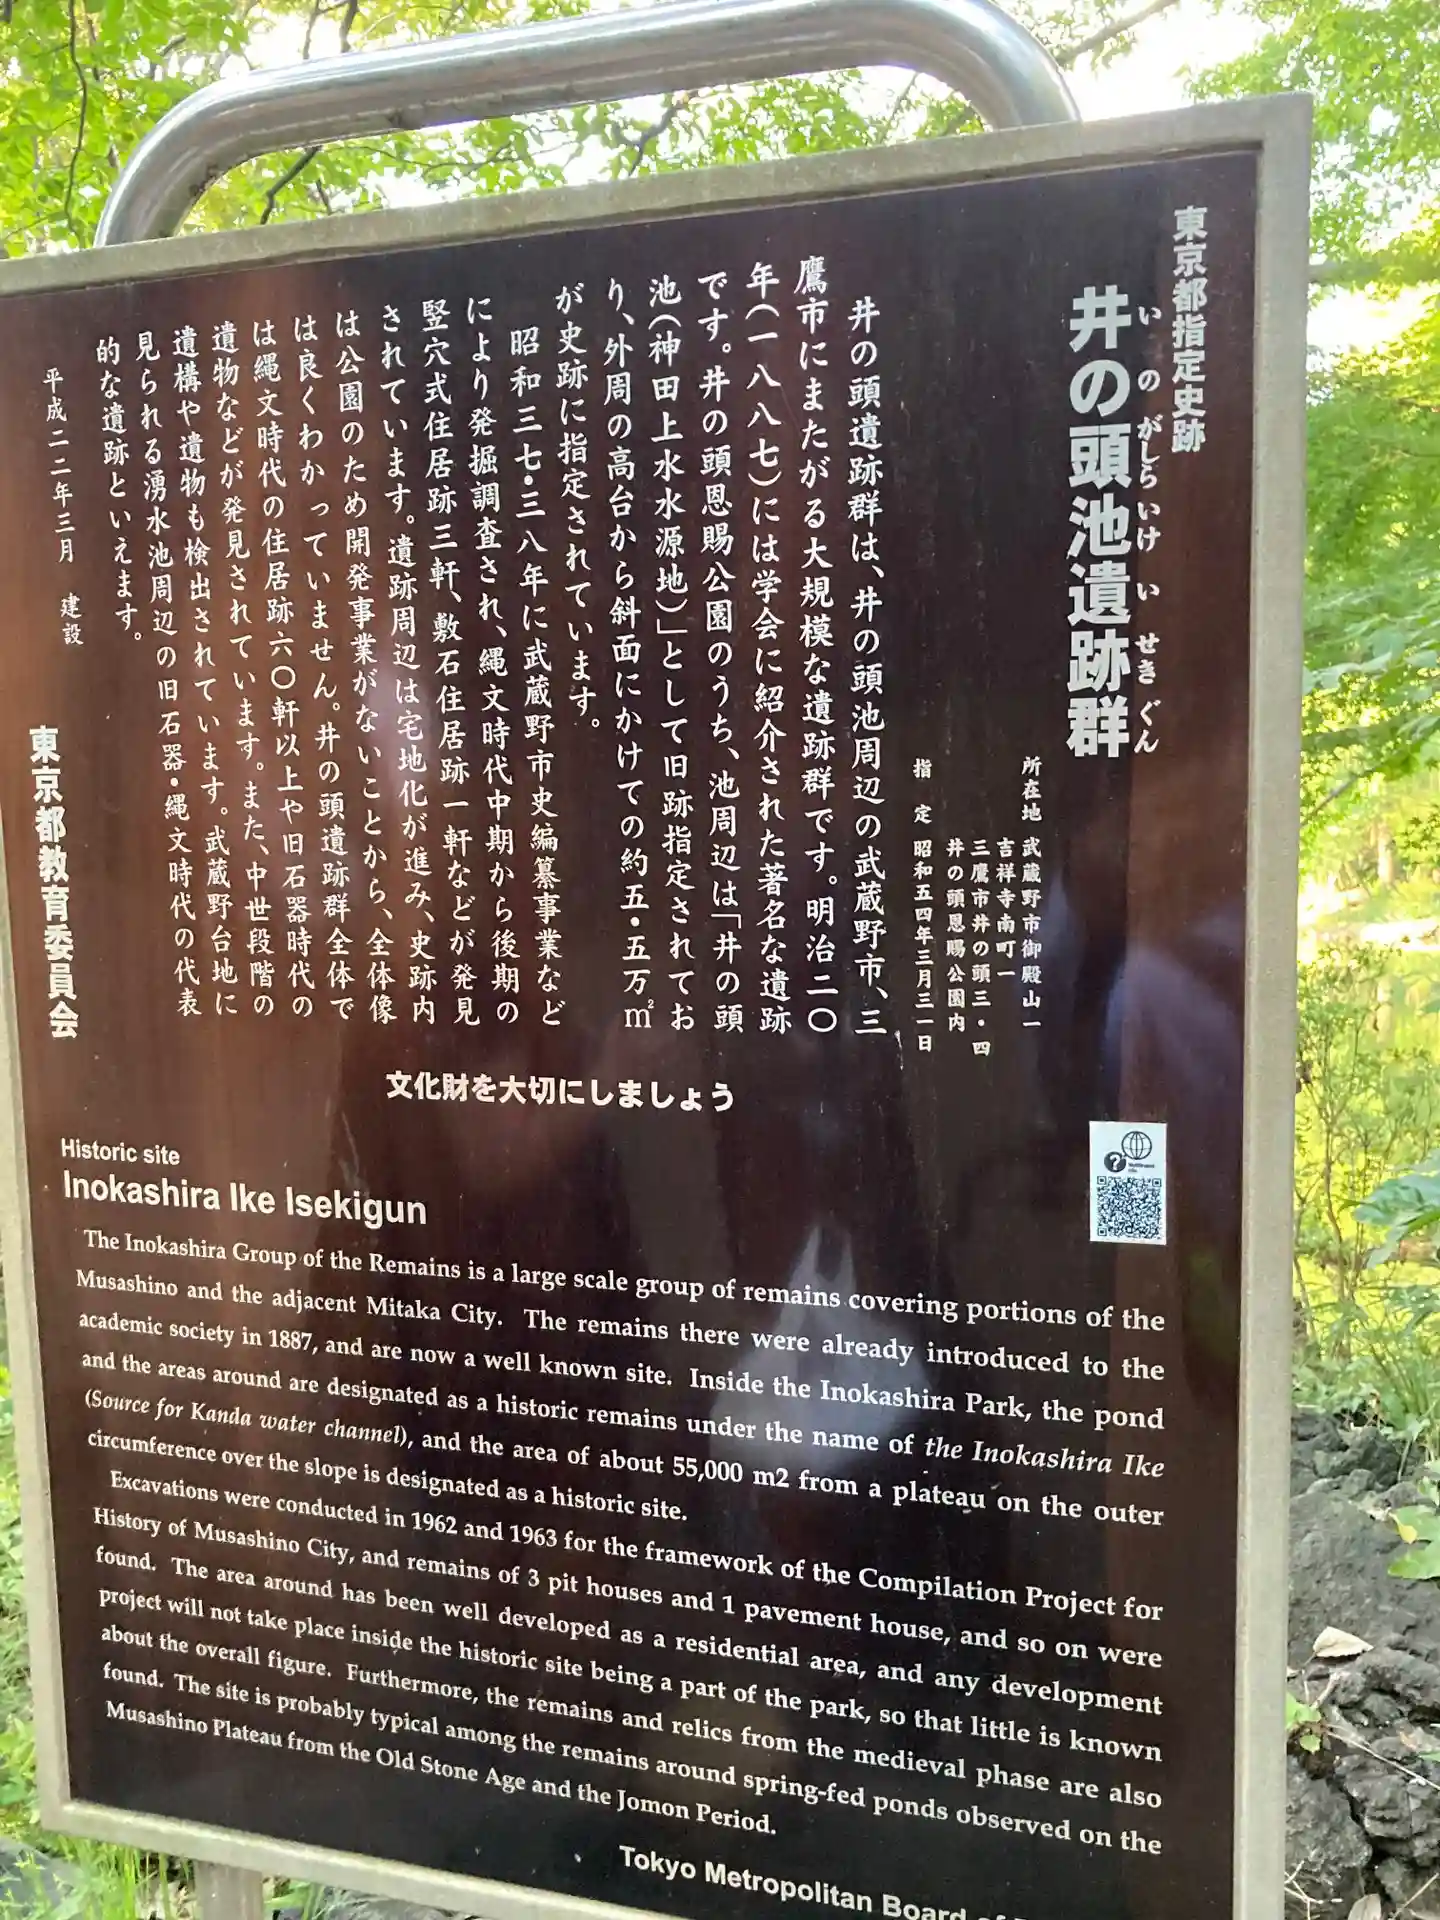 東京都指定史跡
井の頭池遺跡群
いのがしらいけいせきぐん
所在地 武蔵野市御殿山一
吉祥寺南町一
三鷹市井の頭三・四
井の頭恩賜公園内
指定 昭和五四年三月三一日
井の頭遺跡群は、井の頭池周辺の武蔵野市、三
鷹市にまたがる大規模な遺跡群です。明治二〇
年(一八八七)には学会に紹介された著名な遺跡
です。井の頭恩賜公園のうち、池周辺は「井の頭
池(神田上水水源地)」として旧跡指定されてお
り、外周の高台から斜面にかけての約五・五万㎡
が史跡に指定されています。
昭和三七・三八年に武蔵野市史編纂事業など
により発掘調査され、縄文時代中期から後期の
竪穴式住居跡三軒、敷石住居跡一軒などが発見
されています。遺跡周辺は宅地化が進み、史跡内
は公園のため開発事業がないことから、全体像
は良くわかっていません。井の頭遺跡群全体で
は縄文時代の住居跡六〇軒以上や旧石器時代の
遺物などが発見されています。また、中世段階の
遺構や遺物も検出されています。武蔵野台地に
見られる湧水池周辺の旧石器・縄文時代の代表
的な遺跡といえます。
平成二二年三月 建設
東京都教育委員会
文化財を大切にしましょう
Historic site
Inokashira Ike Isekigun
The Inokashira Group of the Remains is a large scale group of remains covering portions of the
Musashino and the adjacent Mitaka City. The remains there were already introduced to the
academic society in 1887, and are now a well known site. Inside the Inokashira Park, the pond
and the areas around are designated as a historic remains under the name of the Inokashira Ike
(Source for Kanda water channel), and the area of about 55,000 m2 from a plateau on the outer
circumference over the slope is designated as a historic site.
Excavations were conducted in 1962 and 1963 for the framework of the Compilation Project for
History of Musashino City, and remains of 3 pit houses and 1 pavement house, and so on were
found. The area around has been well developed as a residential area, and any development
project will not take place inside the historic site being a part of the park, so that little is known
about the overall figure. Furthermore, the remains and relics from the medieval phase are also
found. The site is probably typical among the remains around spring-fed ponds observed on the
Musashino Plateau from the Old Stone Age and the Jomon Period.
Tokyo Metropolitan Board